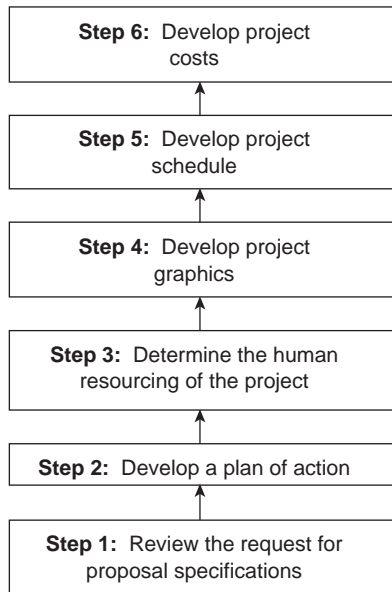 Step 6: Develop project
costs
Step 5: Develop project
schedule
Step 4: Develop project
graphics
Step 3: Determine the human
resourcing of the project
Step 2: Develop a plan of action
Step 1: Review the request for
proposal specifications